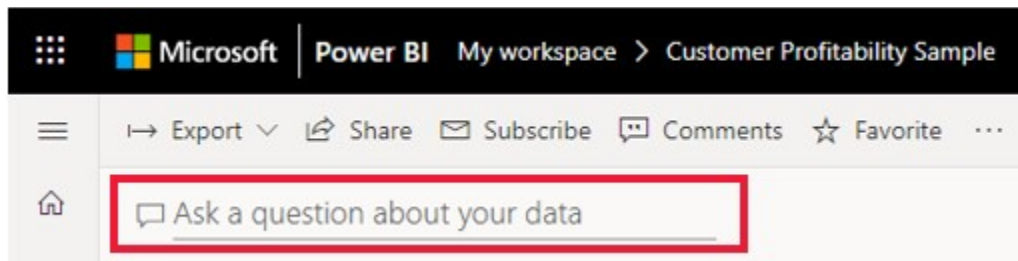 Microsoft Power BI My workspace > Customer Profitability Sample
Export Share Subscribe Comments Favorite ...
Ask a question about your data